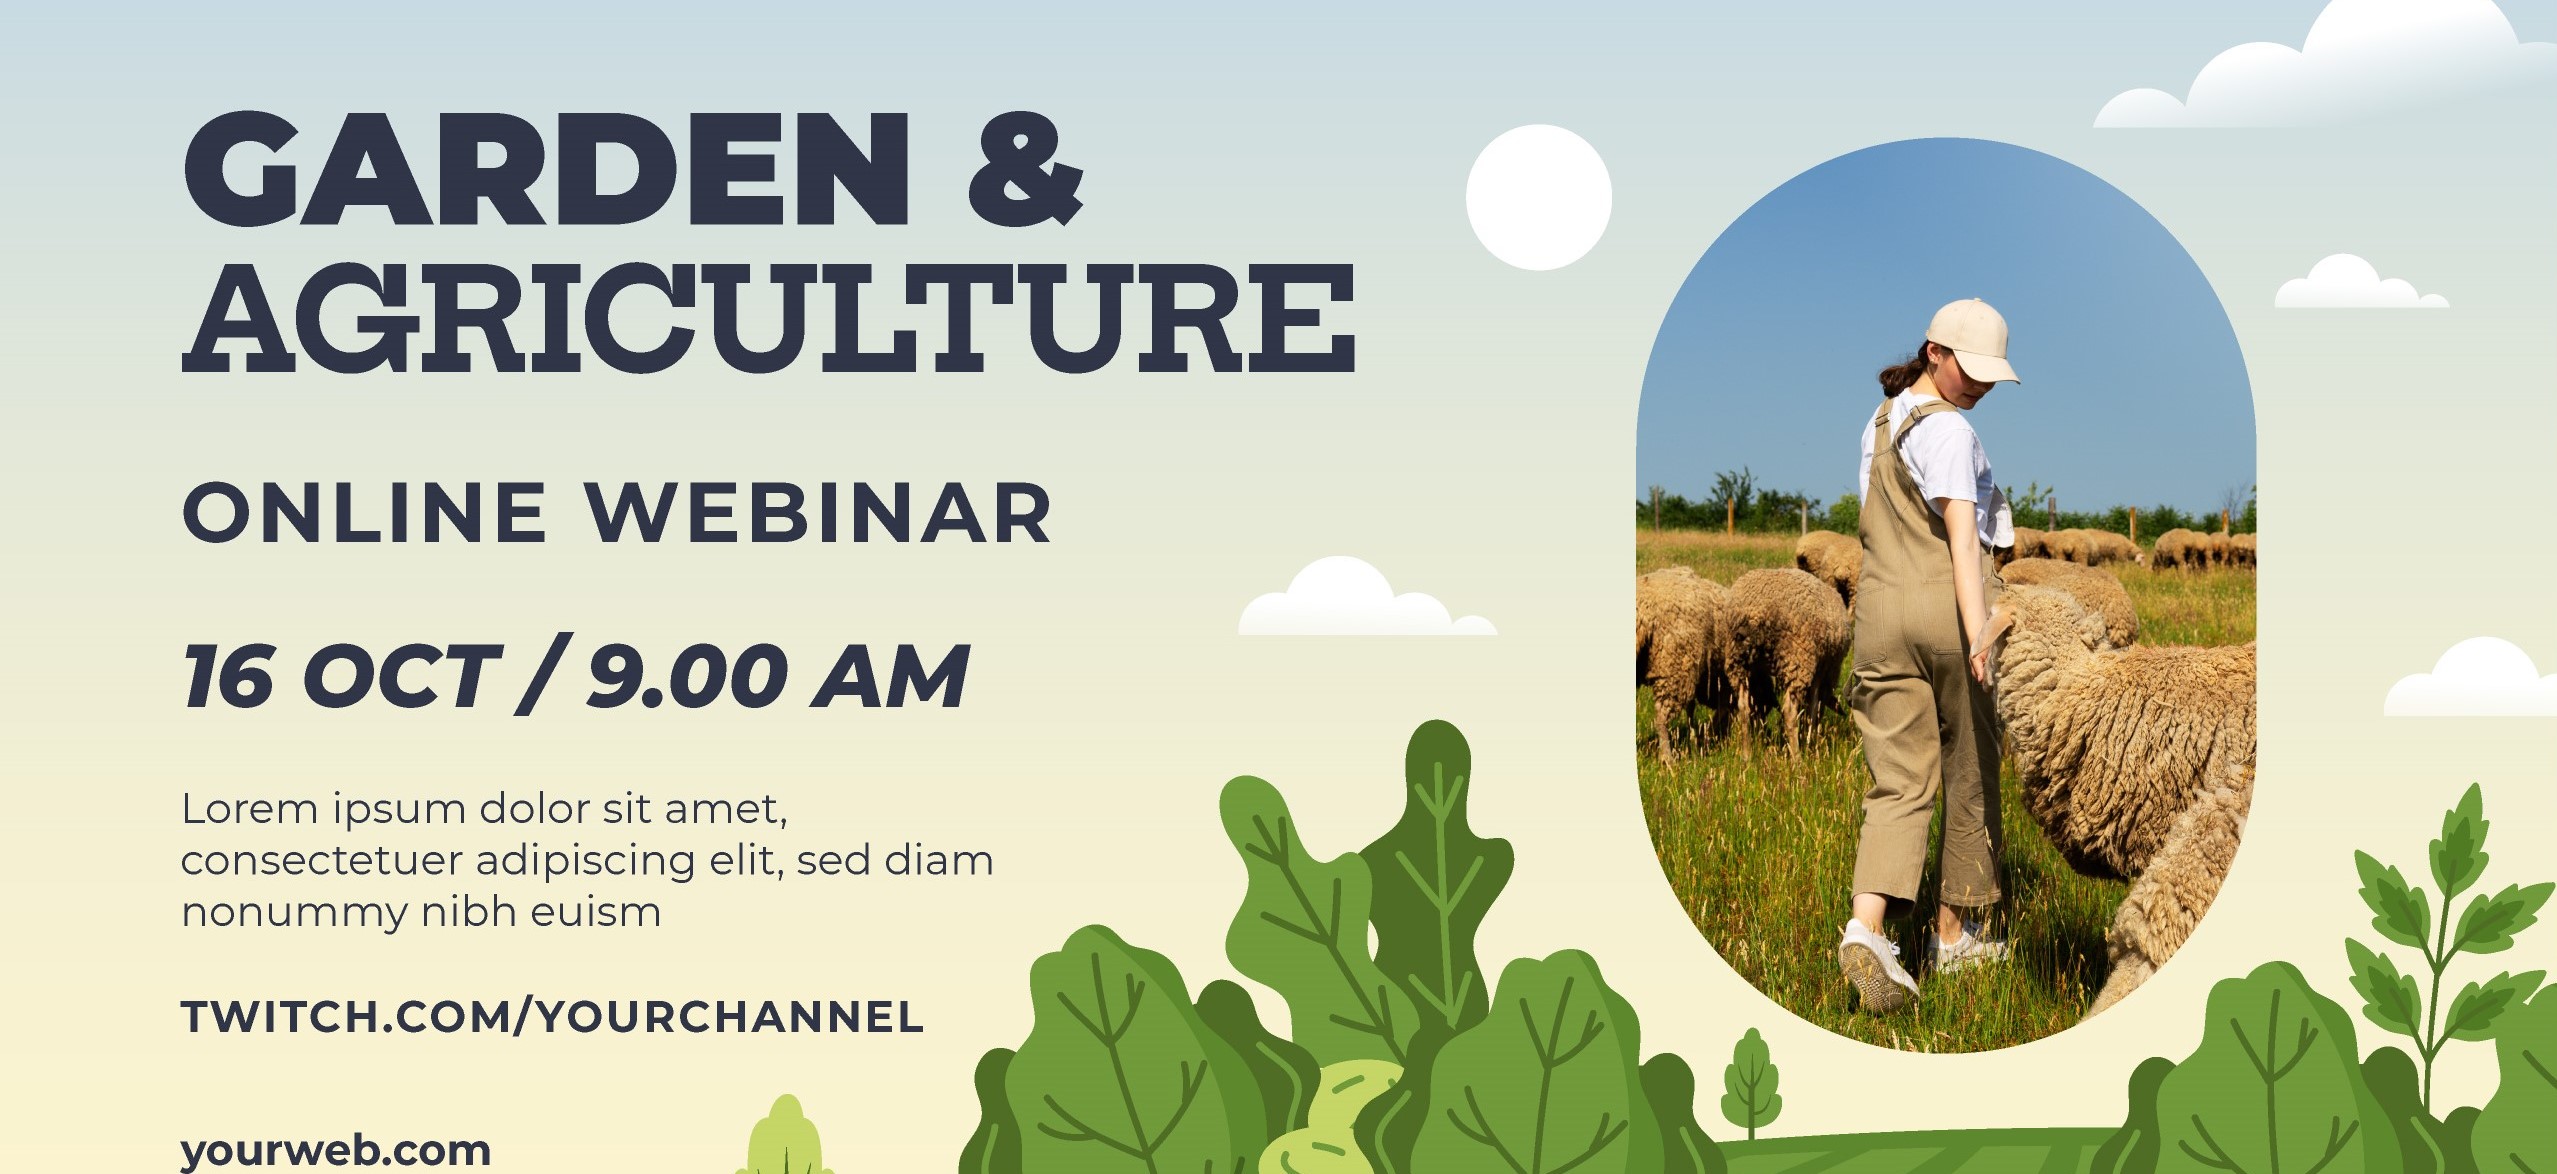 GARDEN &
AGRICULTURE
ONLINE WEBINAR
16 OCT / 9.00 AM
Lorem ipsum dolor sit amet,
consectetuer adipiscing elit, sed diam
nonummy nibh euism
TWITCH.COM/YOURCHANNEL
yourweb.com